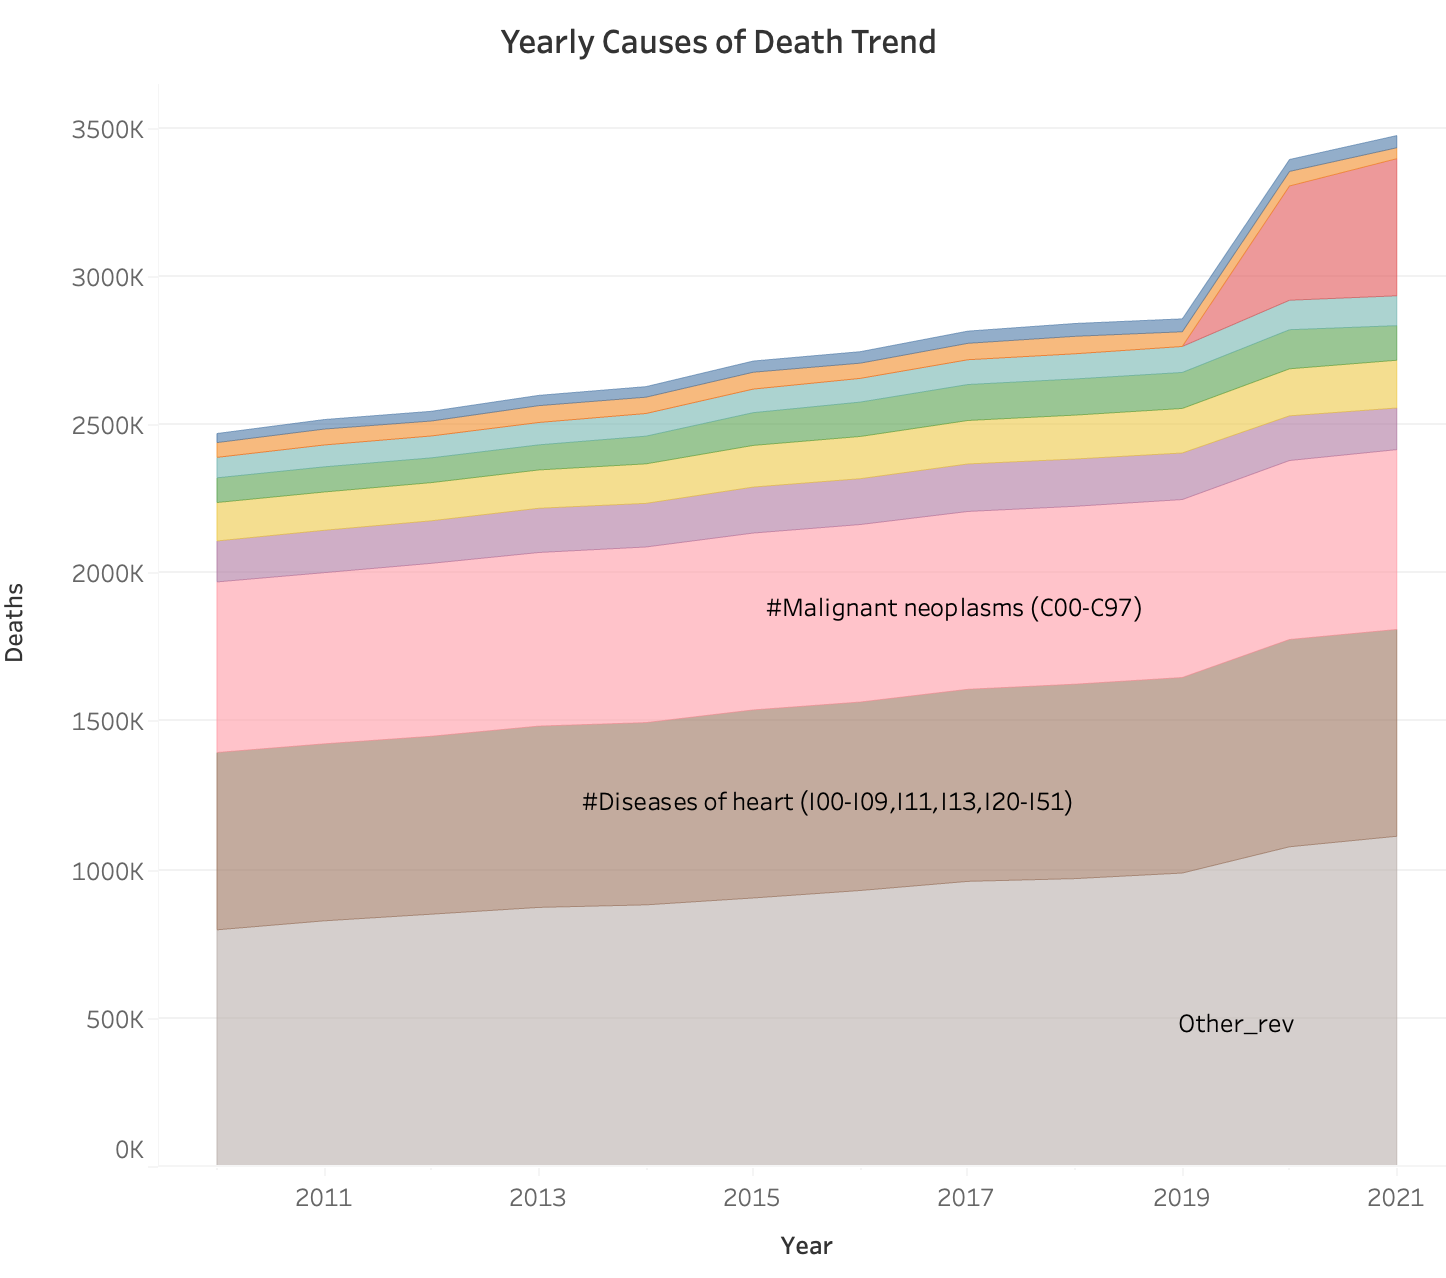 Yearly Causes of Death Trend
3500K
3000K
2500K
2000K
1500K
1000K
500K
0K
Deaths
#Malignant neoplasms (C00-C97)
#Diseases of heart (I00-I09,I11,I13,I20-I51)
Other_rev
2011 2013 2015 2017 2019 2021
Year